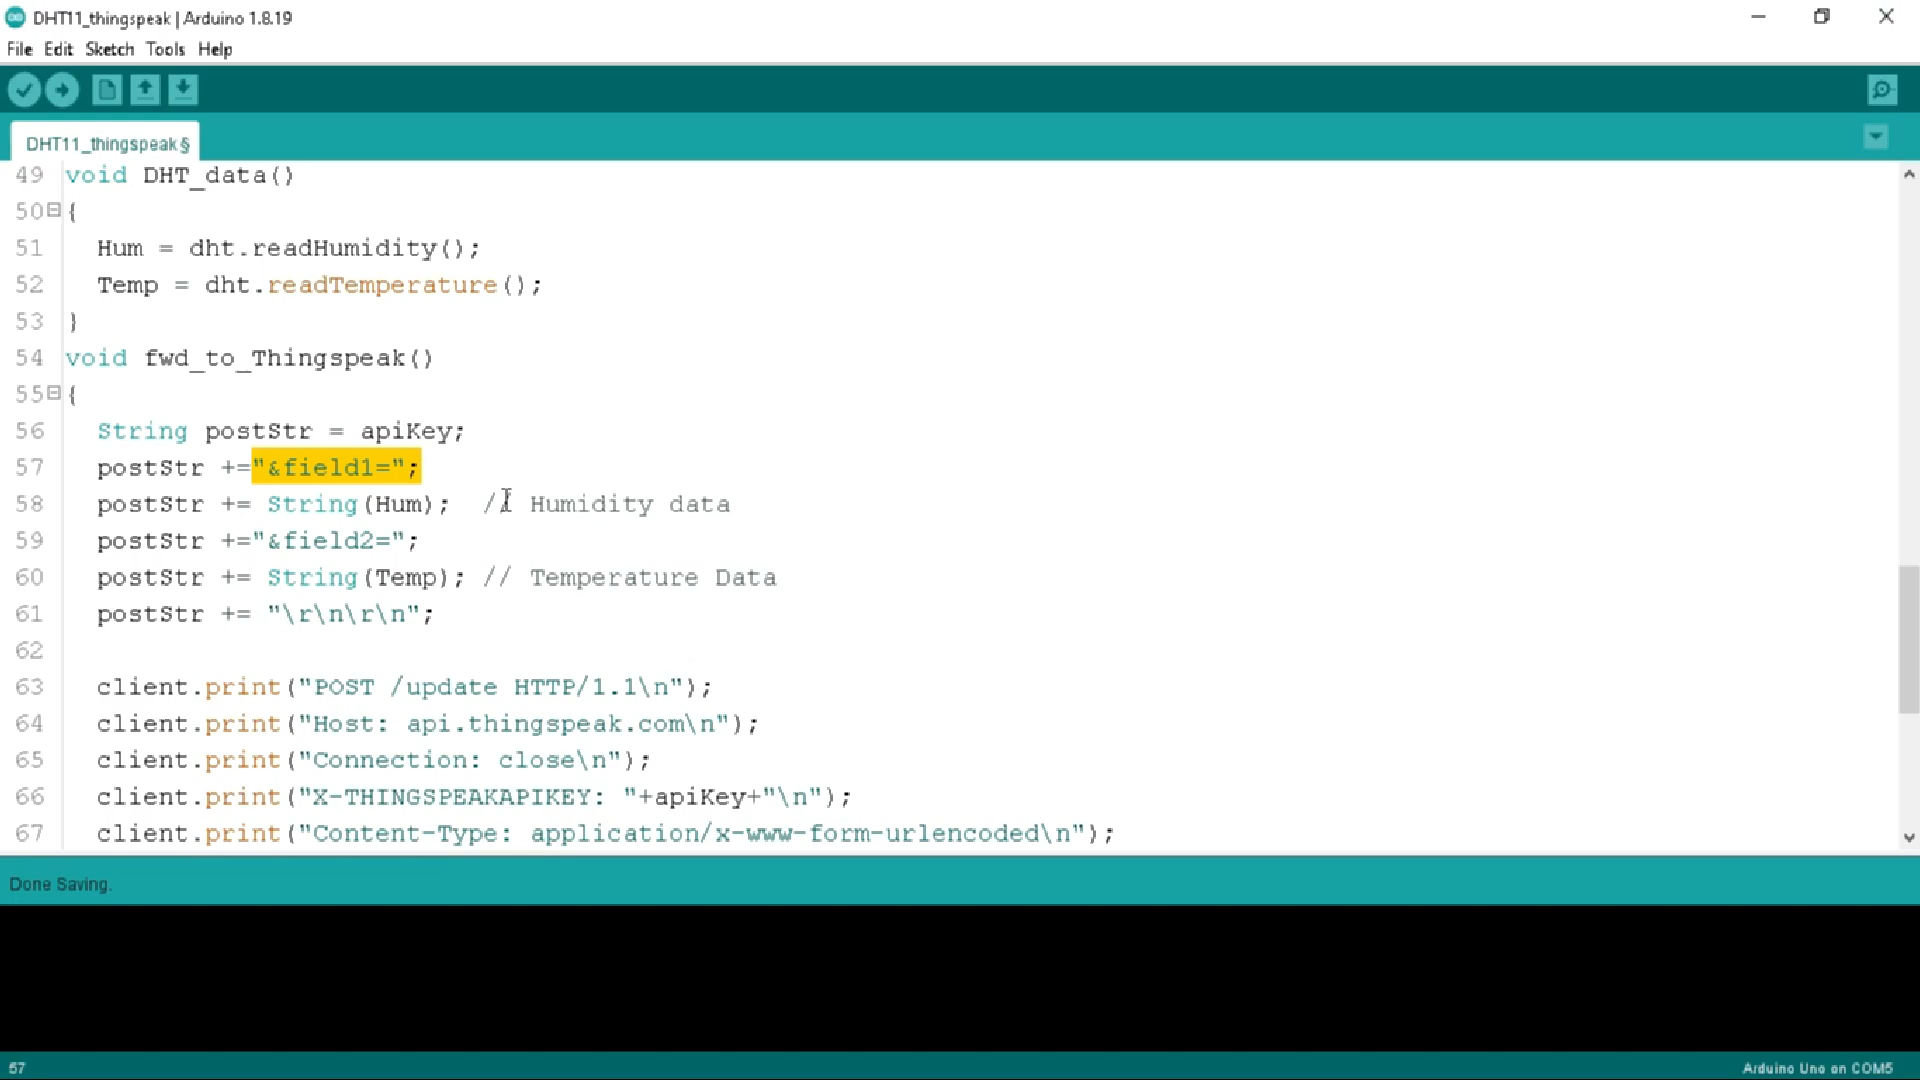 DHT11_thingspeak | Arduino 1.8.19
File Edit Sketch Tools Help
DHT11_thingspeak§
49 void DHT_data()
50 {
51 Hum = dht.readHumidity();
52 Temp = dht.readTemperature();
53 }
54 void fwd_to_Thingspeak()
55 {
56 String postStr = apiKey;
57 postStr +="&field1=";
58 postStr += String(Hum); // Humidity data
59 postStr +="&field2=";
60 postStr += String(Temp); // Temperature Data
61 postStr += "\r\n\r\n";
62
63 client.print("POST /update HTTP/1.1\n");
64 client.print("Host: api.thingspeak.com\n");
65 client.print("Connection: close\n");
66 client.print("X-THINGSPEAKAPIKEY: "+apiKey+"\n");
67 client.print("Content-Type: application/x-www-form-urlencoded\n");
Done Saving.
57 Arduino Uno on COM5